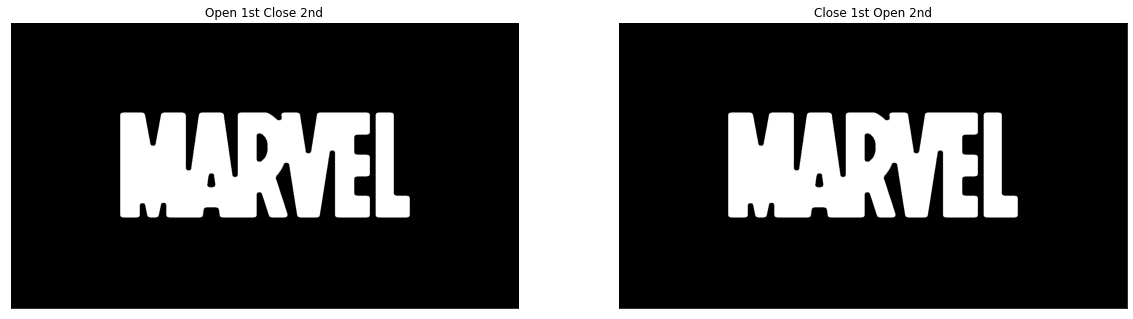 Open 1st Close 2nd
Close 1st Open 2nd
MARVEL
MARVEL